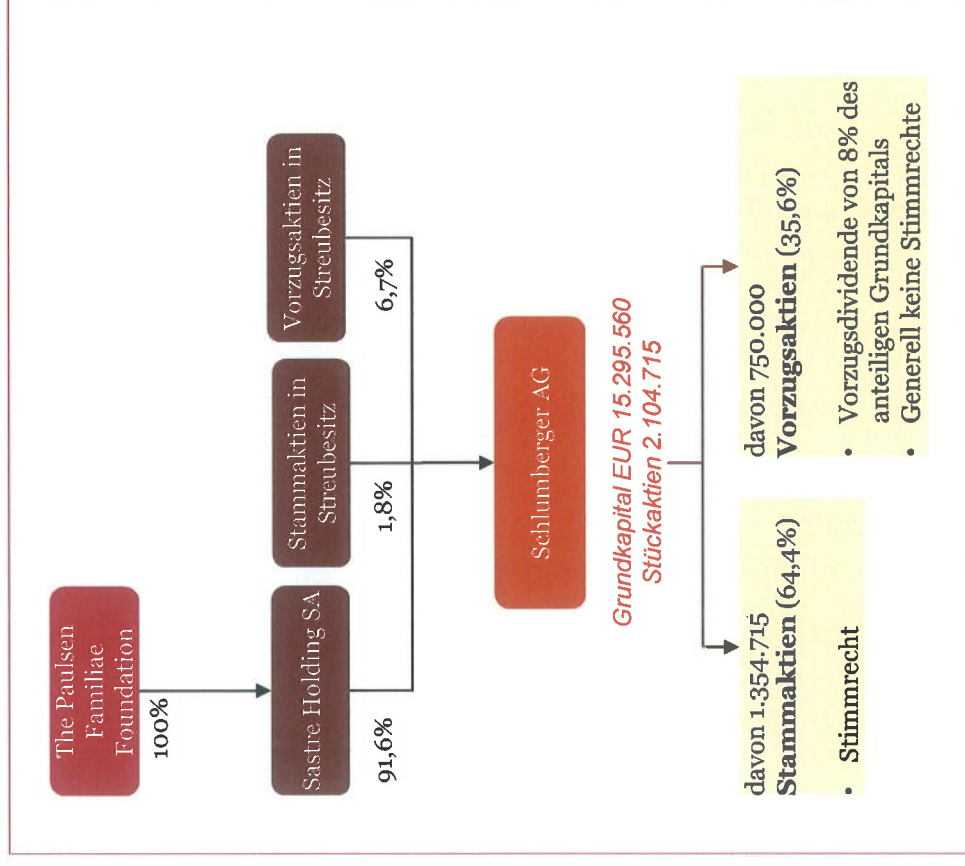 The Paulsen
Familiae
Foundation
100%
Sastre Holding SA
Stammaktien in
Streubesitz
Vorzugsaktien in
Streubesitz
91,6%
1,8%
6,7%
Schlumberger AG
Grundkapital EUR 15.295.560
Stückaktien 2.104.715
davon 1.354.715
Stammaktien (64,4%)
• Stimmrecht
davon 750.000
Vorzugsaktien (35,6%)
• Vorzugsdividende von 8% des
anteiligen Grundkapitals
• Generell keine Stimmrechte